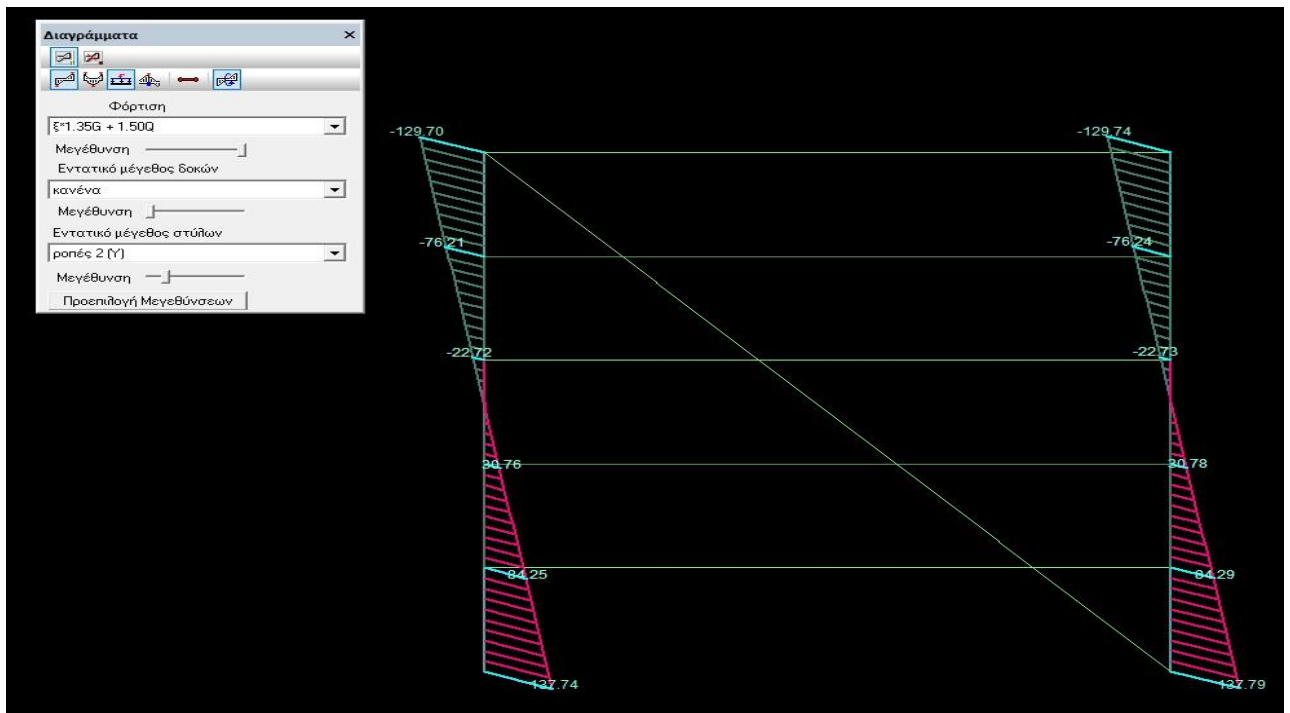 Διαγράμματα
Φόρτιση
ξ*1.35G + 1.50Q
Μεγέθυνση
Εντατικό μέγεθος δοκών
κανένα
Μεγέθυνση
Εντατικό μέγεθος στύλων
ροπές 2 (Υ)
Μεγέθυνση
Προεπιλογή Μεγεθύνσεων
-129.70
-129.74
-76.21
-76.24
-22.72
-22.73
30.76
30.78
84.25
84.29
137.74
137.79